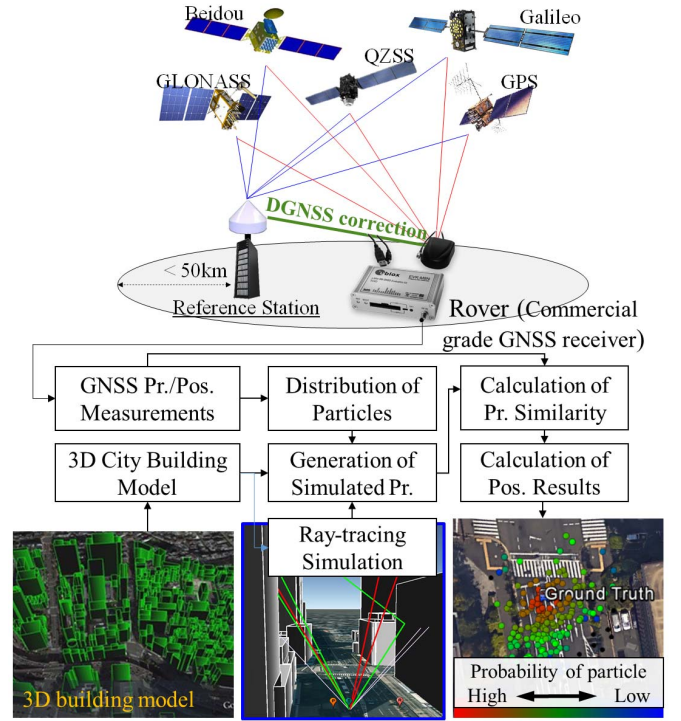 Beidou
Galileo
QZSS
GLONASS
GPS
DGNSS correction
< 50km
ublox
Reference Station
Rover (Commercial
grade GNSS receiver)
GNSS Pr./Pos.
Measurements
Distribution of
Particles
Calculation of
Pr. Similarity
3D City Building
Model
Generation of
Simulated Pr.
Calculation of
Pos. Results
Ray-tracing
Simulation
Ground Truth
3D building model
Go
Probability of particle
High
Low